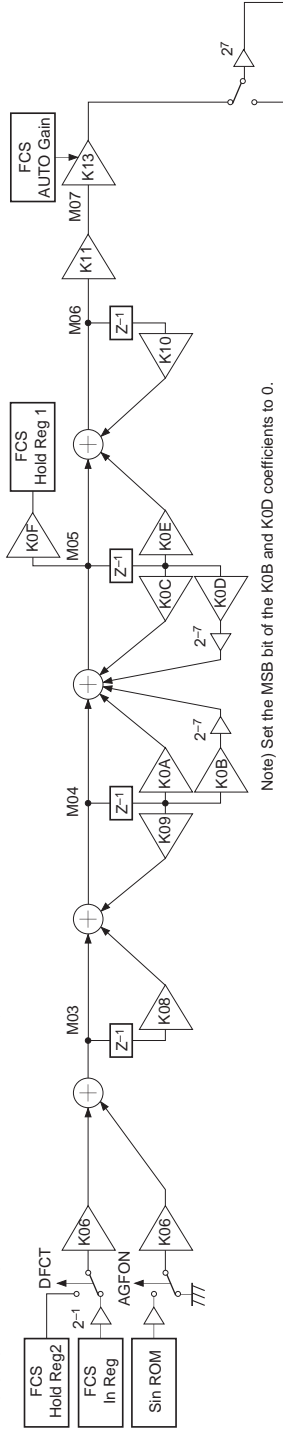 FCS
Hold Reg2
FCS
In Reg
Sin ROM
2⁻¹
DFCT
AGFON
K06
K06
M03
Z⁻¹
K08
M04
Z⁻¹
K09
K0A
K0B
2⁻⁷
2⁻⁷
M05
Z⁻¹
K0C
K0D
K0E
K0F
FCS
Hold Reg 1
M06
Z⁻¹
K10
K11
M07
K13
FCS
AUTO Gain
2⁷
Note) Set the MSB bit of the K0B and K0D coefficients to 0.